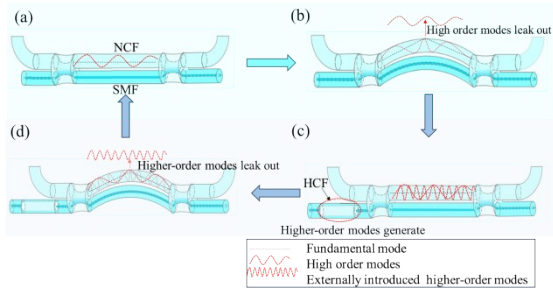 (a)
NCF
SMF
(b)
High order modes leak out
(d)
Higher-order modes leak out
(c)
HCF
Higher-order modes generate
Fundamental mode
High order modes
Externally introduced higher-order modes